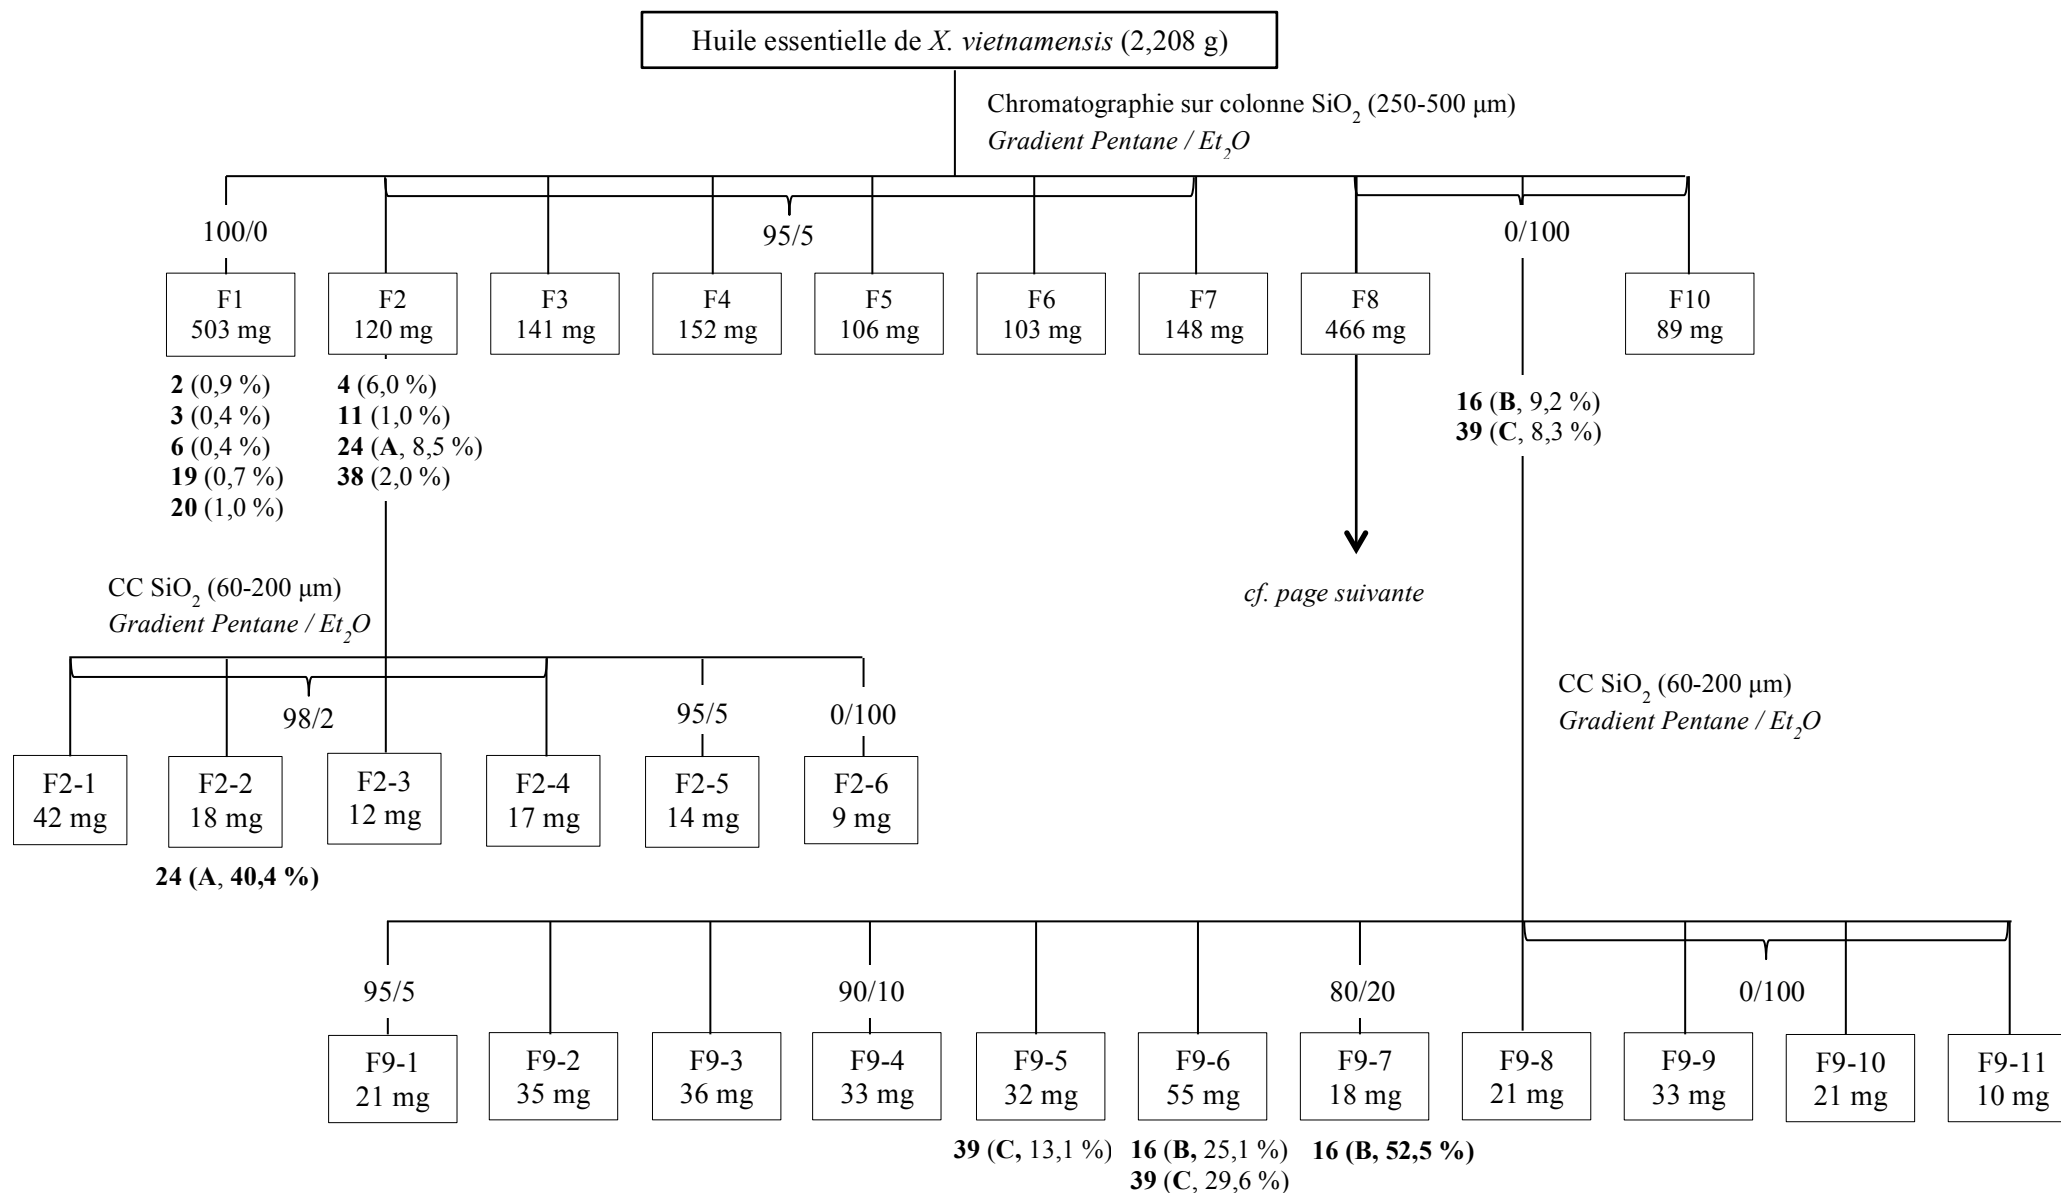 Huile essentielle de X. vietnamensis (2,208 g)
Chromatographie sur colonne SiO2 (250-500 μm)
Gradient Pentane / Et2O
100/0
95/5
0/100
F1
503 mg
F2
120 mg
F3
141 mg
F4
152 mg
F5
106 mg
F6
103 mg
F7
148 mg
F8
466 mg
F10
89 mg
2 (0,9 %)
3 (0,4 %)
6 (0,4 %)
19 (0,7 %)
20 (1,0 %)
4 (6,0 %)
11 (1,0 %)
24 (A, 8,5 %)
38 (2,0 %)
16 (B, 9,2 %)
39 (C, 8,3 %)
cf. page suivante
CC SiO2 (60-200 μm)
Gradient Pentane / Et2O
98/2
95/5
0/100
F2-1
42 mg
F2-2
18 mg
F2-3
12 mg
F2-4
17 mg
F2-5
14 mg
F2-6
9 mg
24 (A, 40,4 %)
CC SiO2 (60-200 μm)
Gradient Pentane / Et2O
95/5
90/10
80/20
0/100
F9-1
21 mg
F9-2
35 mg
F9-3
36 mg
F9-4
33 mg
F9-5
32 mg
F9-6
55 mg
F9-7
18 mg
F9-8
21 mg
F9-9
33 mg
F9-10
21 mg
F9-11
10 mg
39 (C, 13,1 %)
16 (B, 25,1 %)
39 (C, 29,6 %)
16 (B, 52,5 %)